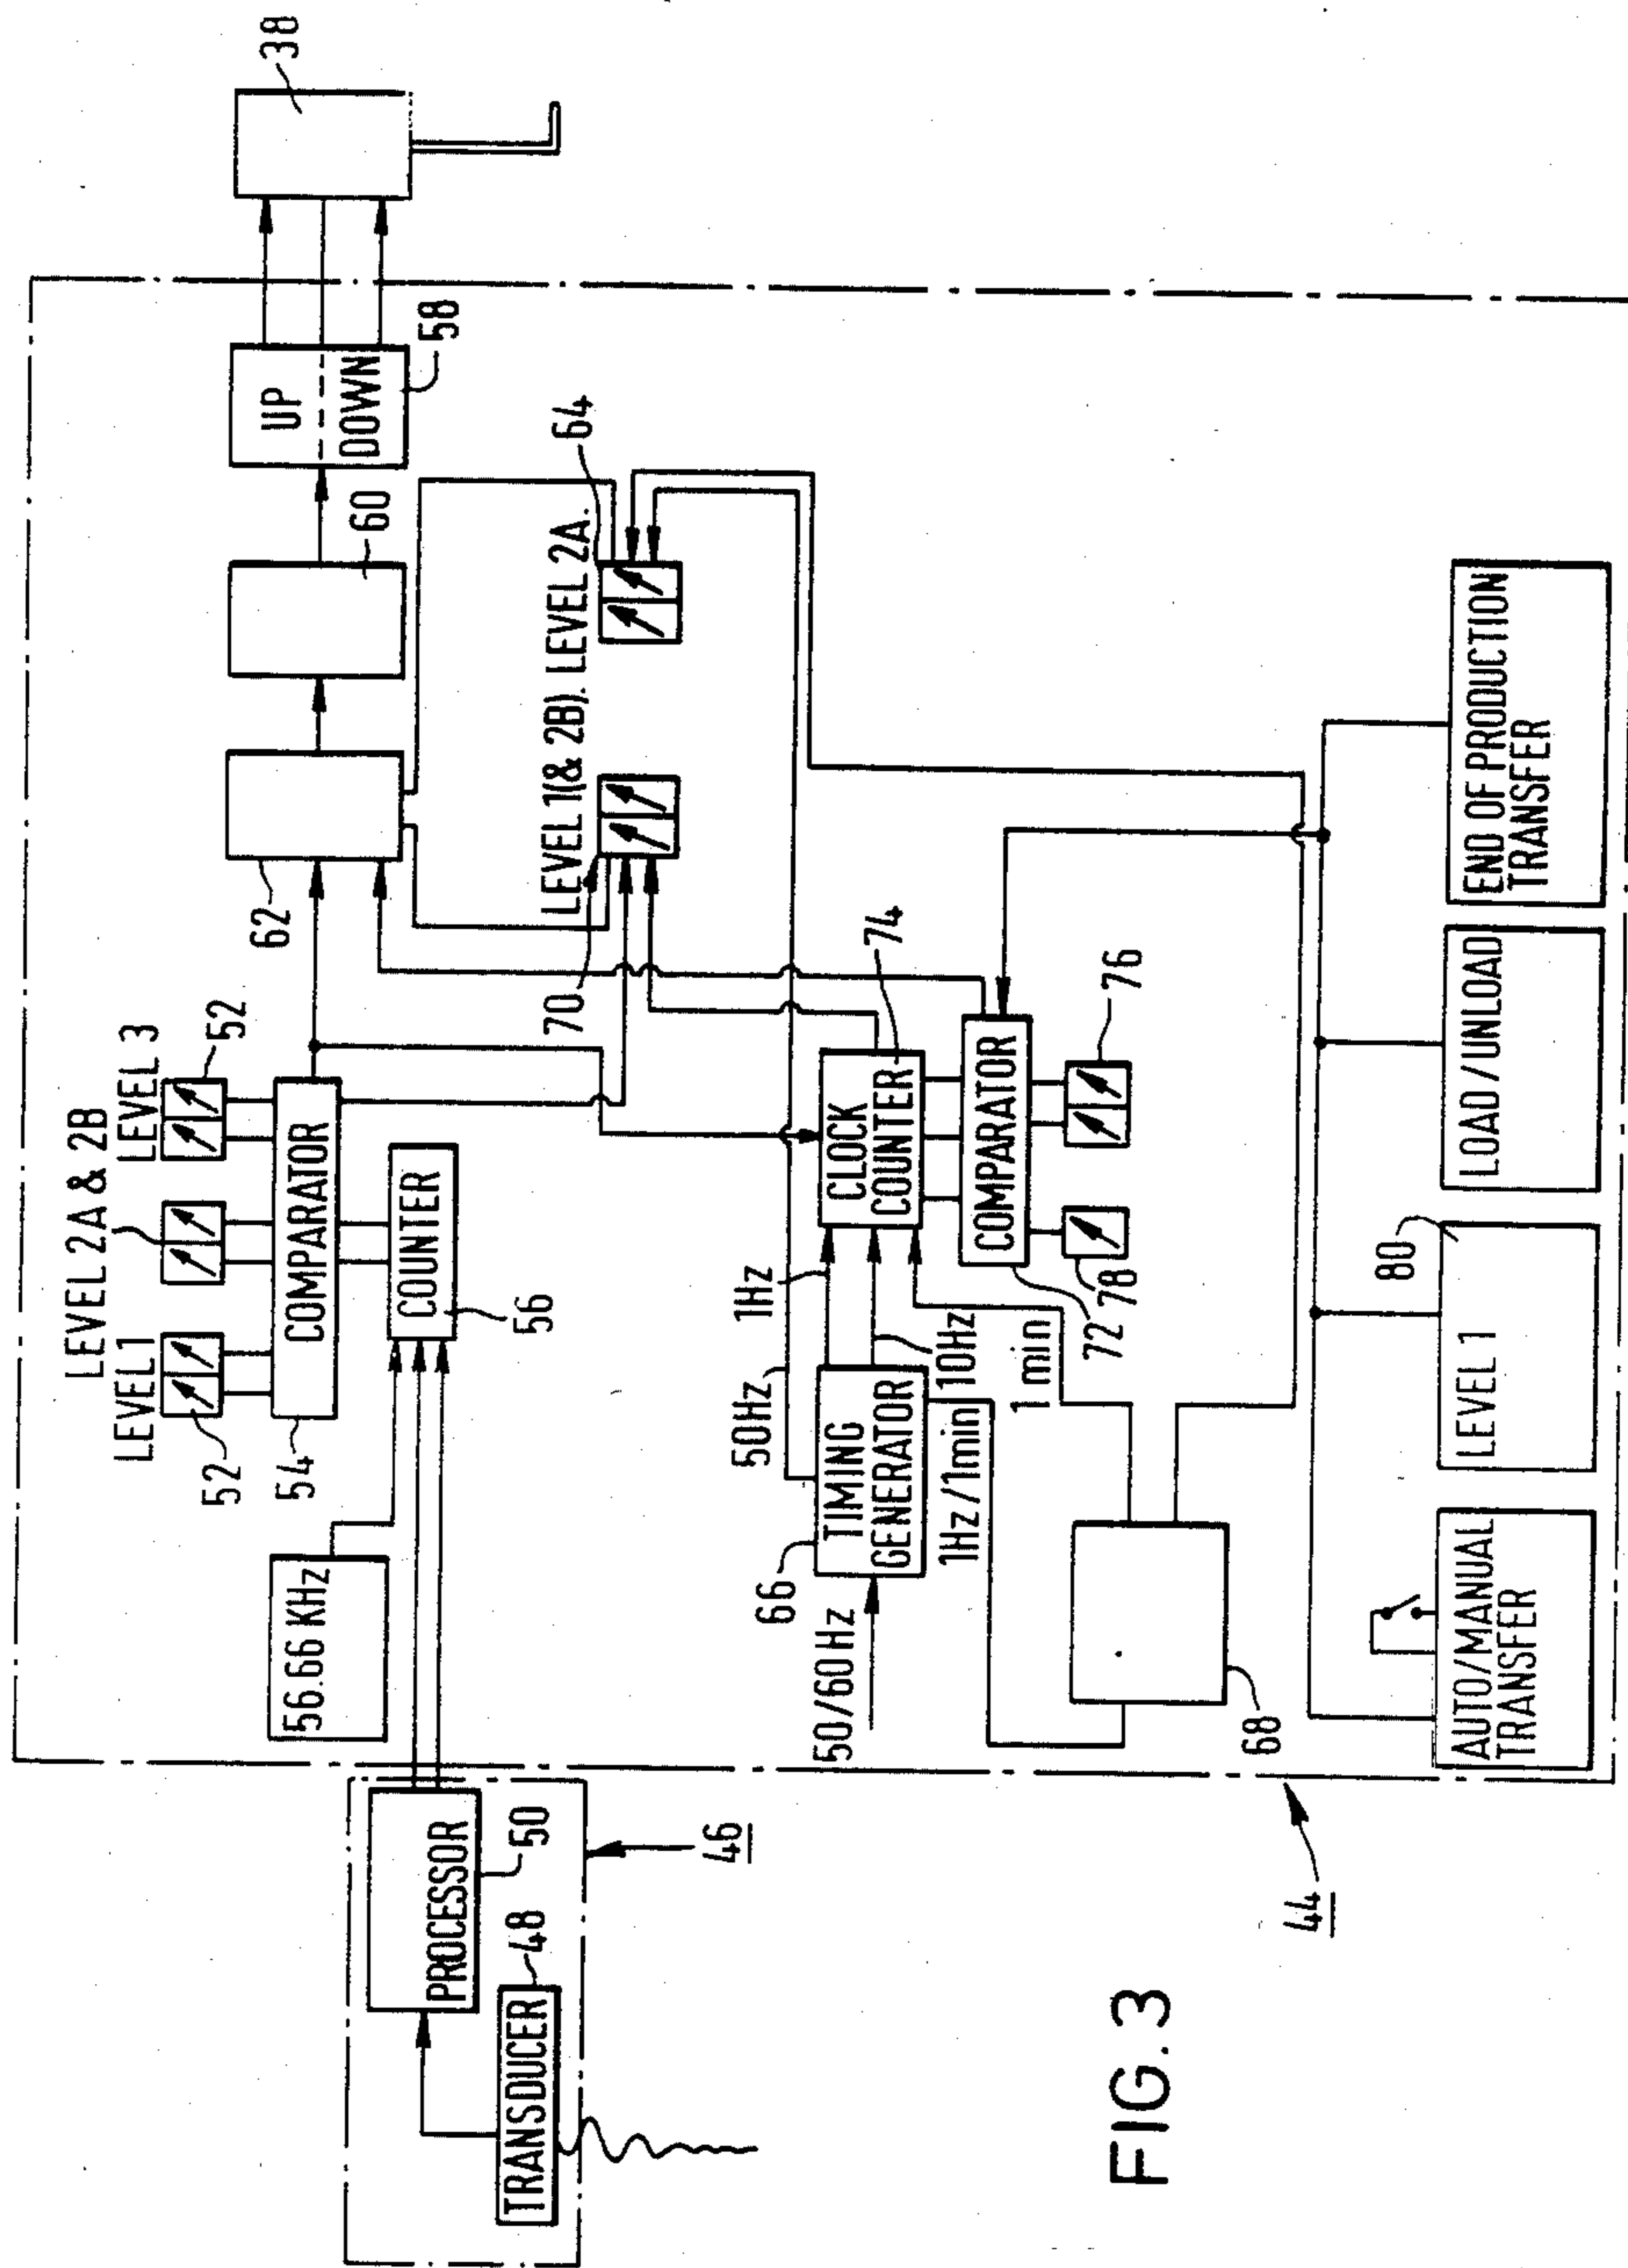 38
UP
DOWN
58
60
62
LEVEL 3
52
LEVEL 2A & 2B
LEVEL 1
52
COMPARATOR
54
COUNTER
56
56.66 KHz
PROCESSOR
50
TRANSDUCER
48
46
LEVEL 1(& 2B).
LEVEL 2A.
64
70
50Hz
1Hz
CLOCK
COUNTER
74
COMPARATOR
72
76
78
TIMING
GENERATOR
66
50/60 Hz
10Hz
1Hz/1min
1 min
68
AUTO/MANUAL
TRANSFER
LEVEL 1
80
LOAD/UNLOAD
END OF PRODUCTION
TRANSFER
44
FIG. 3